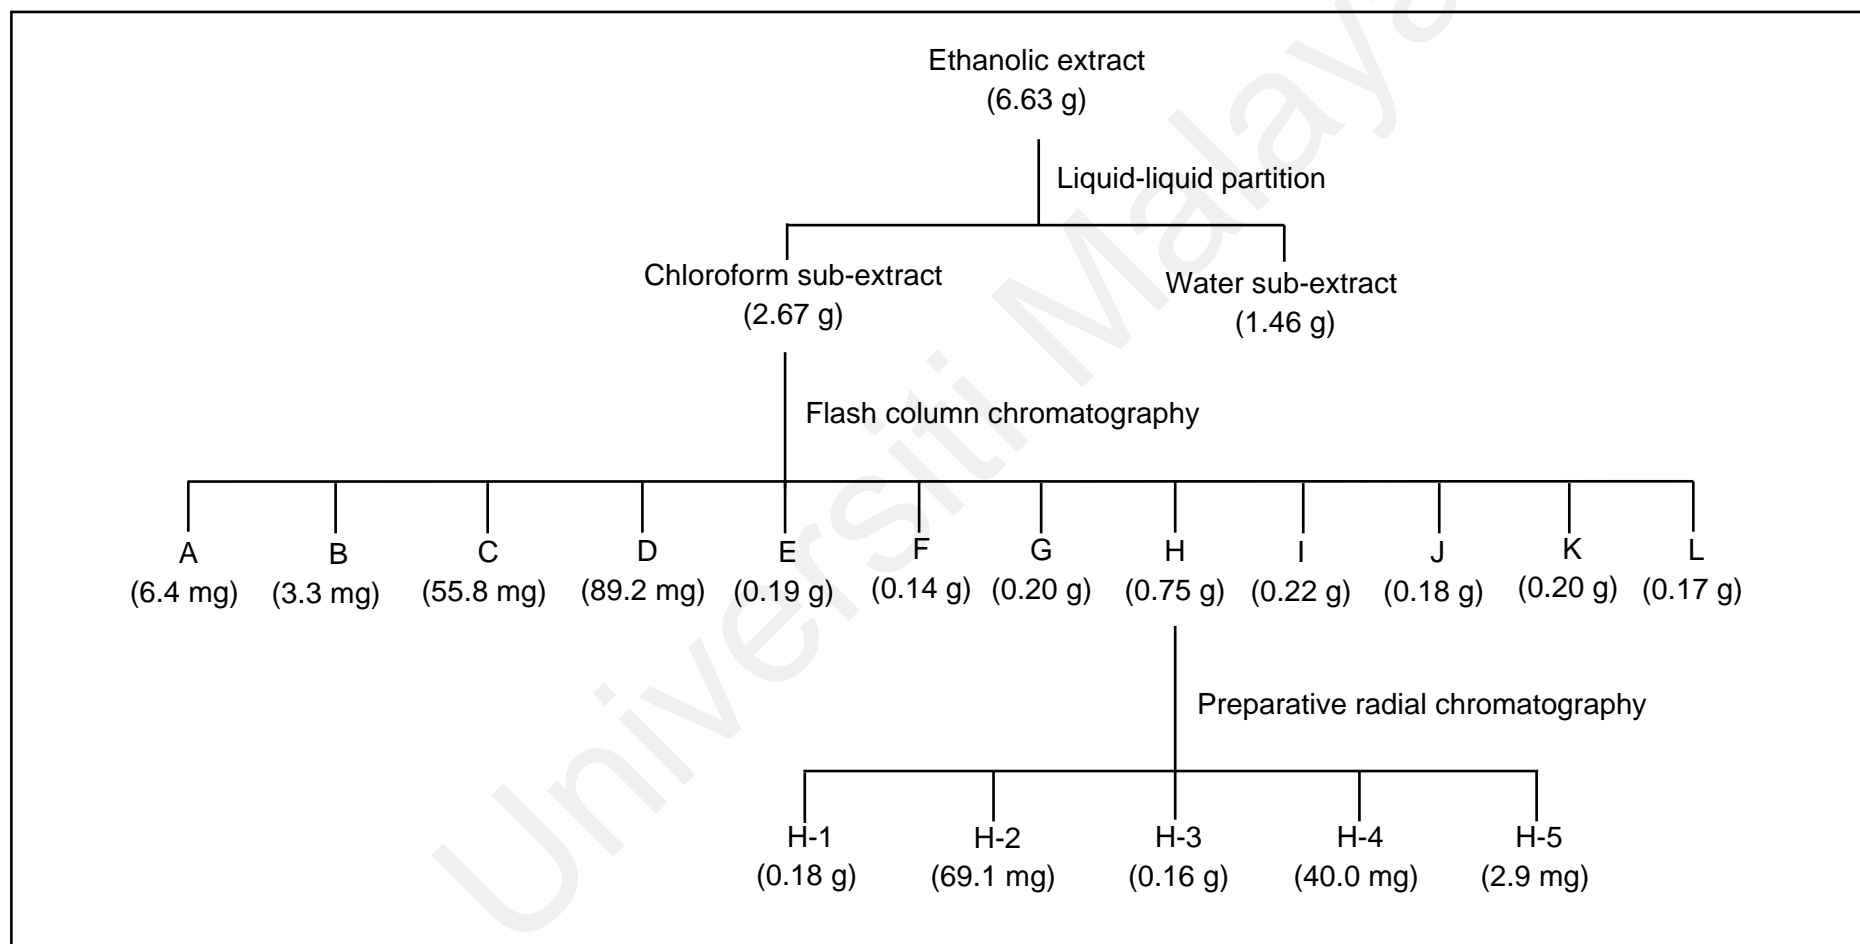 Ethanolic extract
(6.63 g)
Liquid-liquid partition
Chloroform sub-extract
(2.67 g)
Water sub-extract
(1.46 g)
Flash column chromatography
A B C D E F G H I J K L
(6.4 mg) (3.3 mg) (55.8 mg) (89.2 mg) (0.19 g) (0.14 g) (0.20 g) (0.75 g) (0.22 g) (0.18 g) (0.20 g) (0.17 g)
Preparative radial chromatography
H-1 H-2 H-3 H-4 H-5
(0.18 g) (69.1 mg) (0.16 g) (40.0 mg) (2.9 mg)
Universiti Malaya